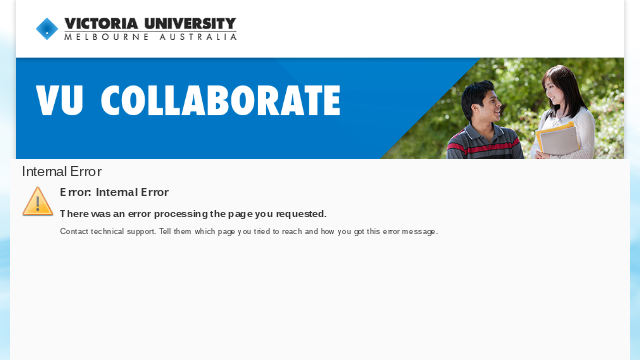 VICTORIA UNIVERSITY
MELBOURNE AUSTRALIA
VU COLLABORATE
Internal Error
Error: Internal Error
There was an error processing the page you requested.
Contact technical support. Tell them which page you tried to reach and how you got this error message.